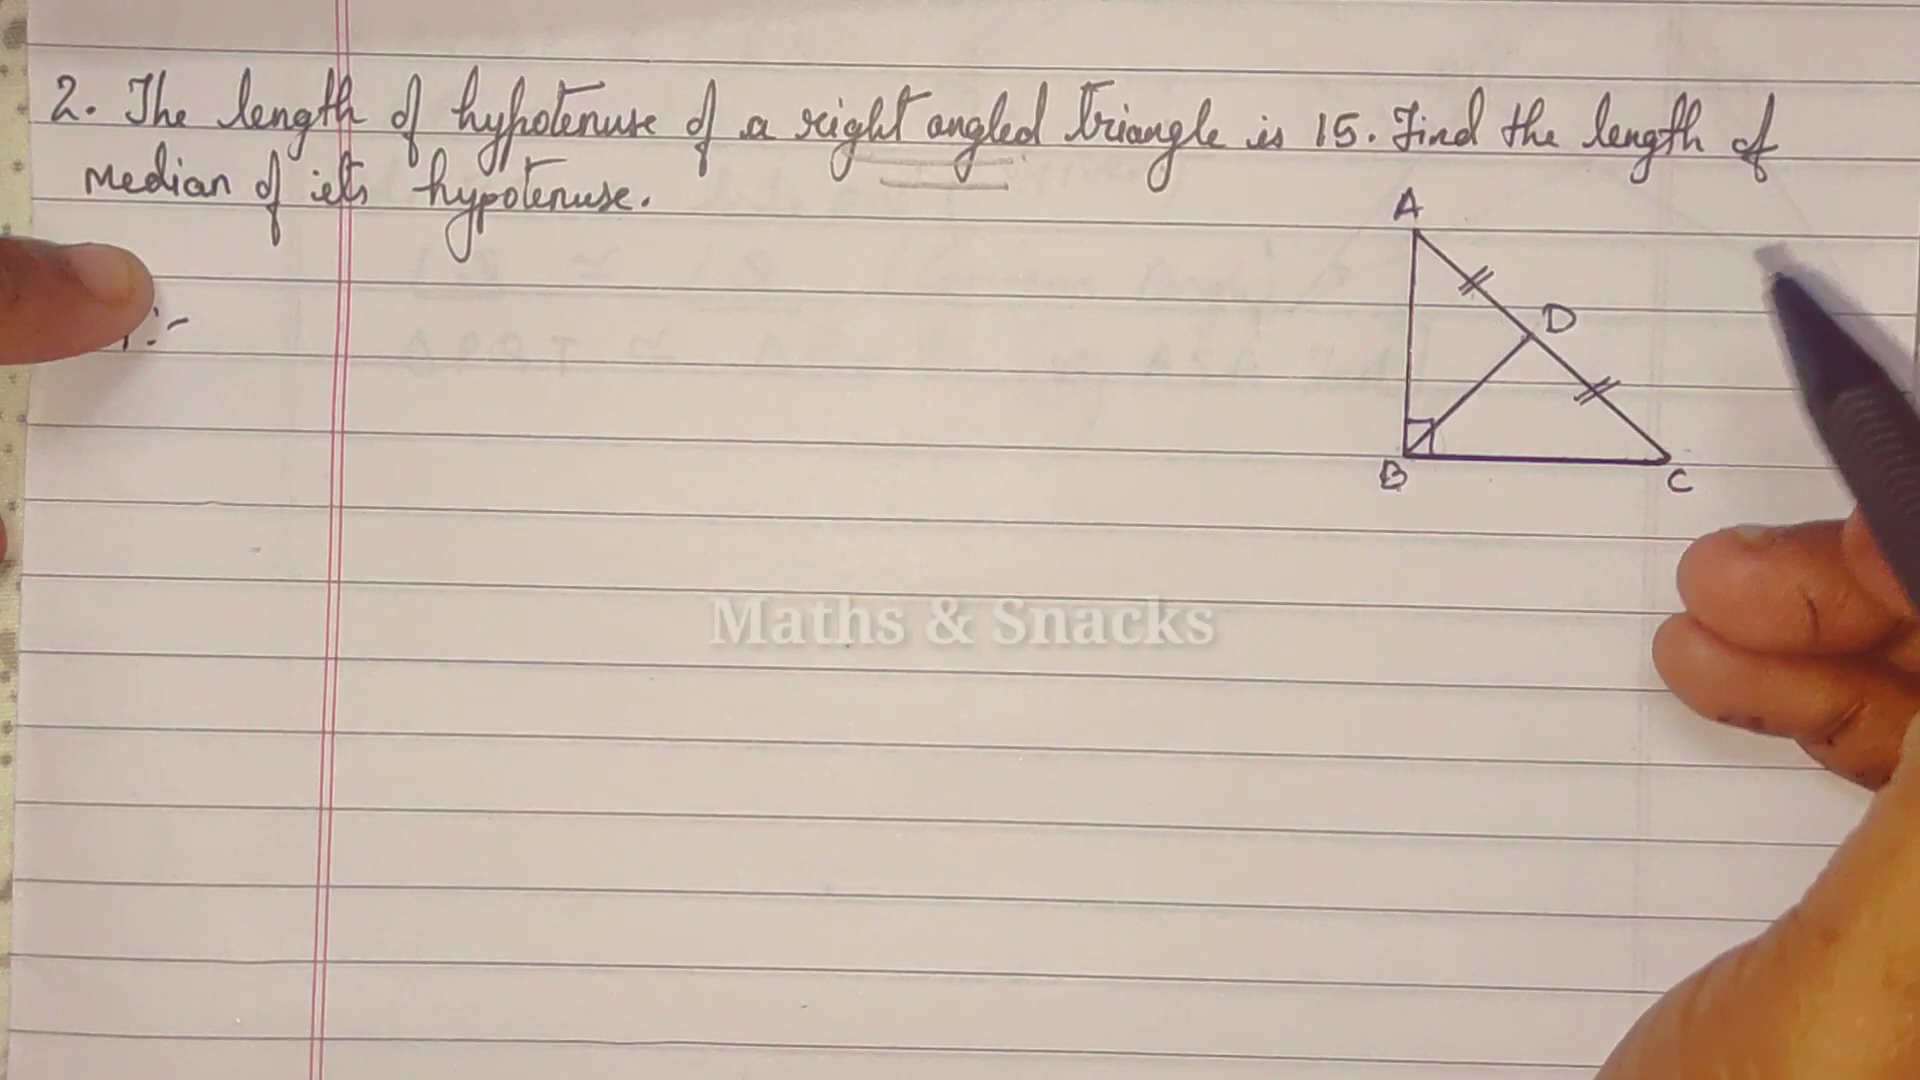 2. The length of hypotenuse of a right angled triangle is 15. Find the length of
median of its hypotenuse.
A
D
B
C
Maths & Snacks